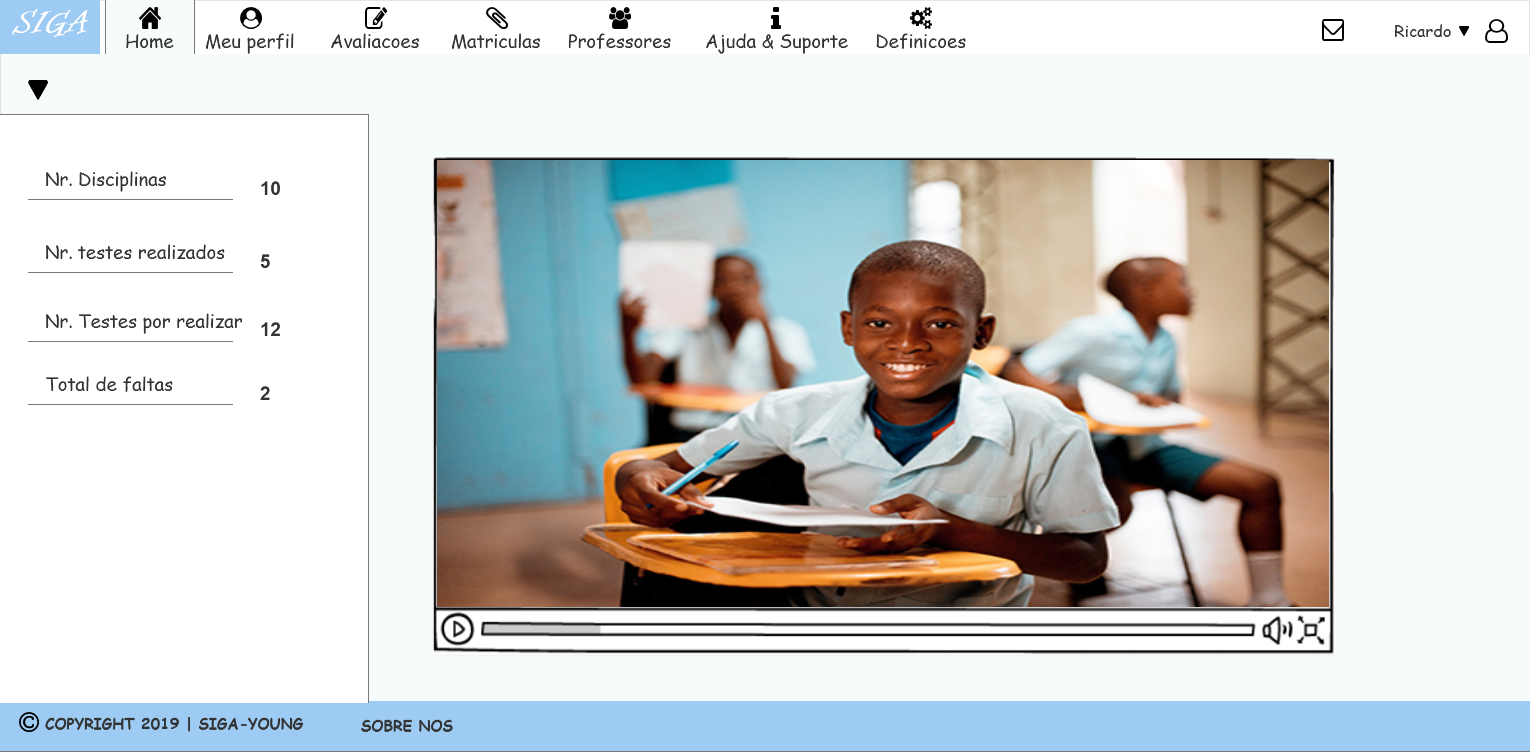 SIGA
Home
Meu perfil
Avaliacoes
Matriculas
Professores
Ajuda & Suporte
Definicoes
Ricardo ▼
Nr. Disciplinas 10
Nr. testes realizados 5
Nr. Testes por realizar 12
Total de faltas 2
© COPYRIGHT 2019 | SIGA-YOUNG
SOBRE NOS